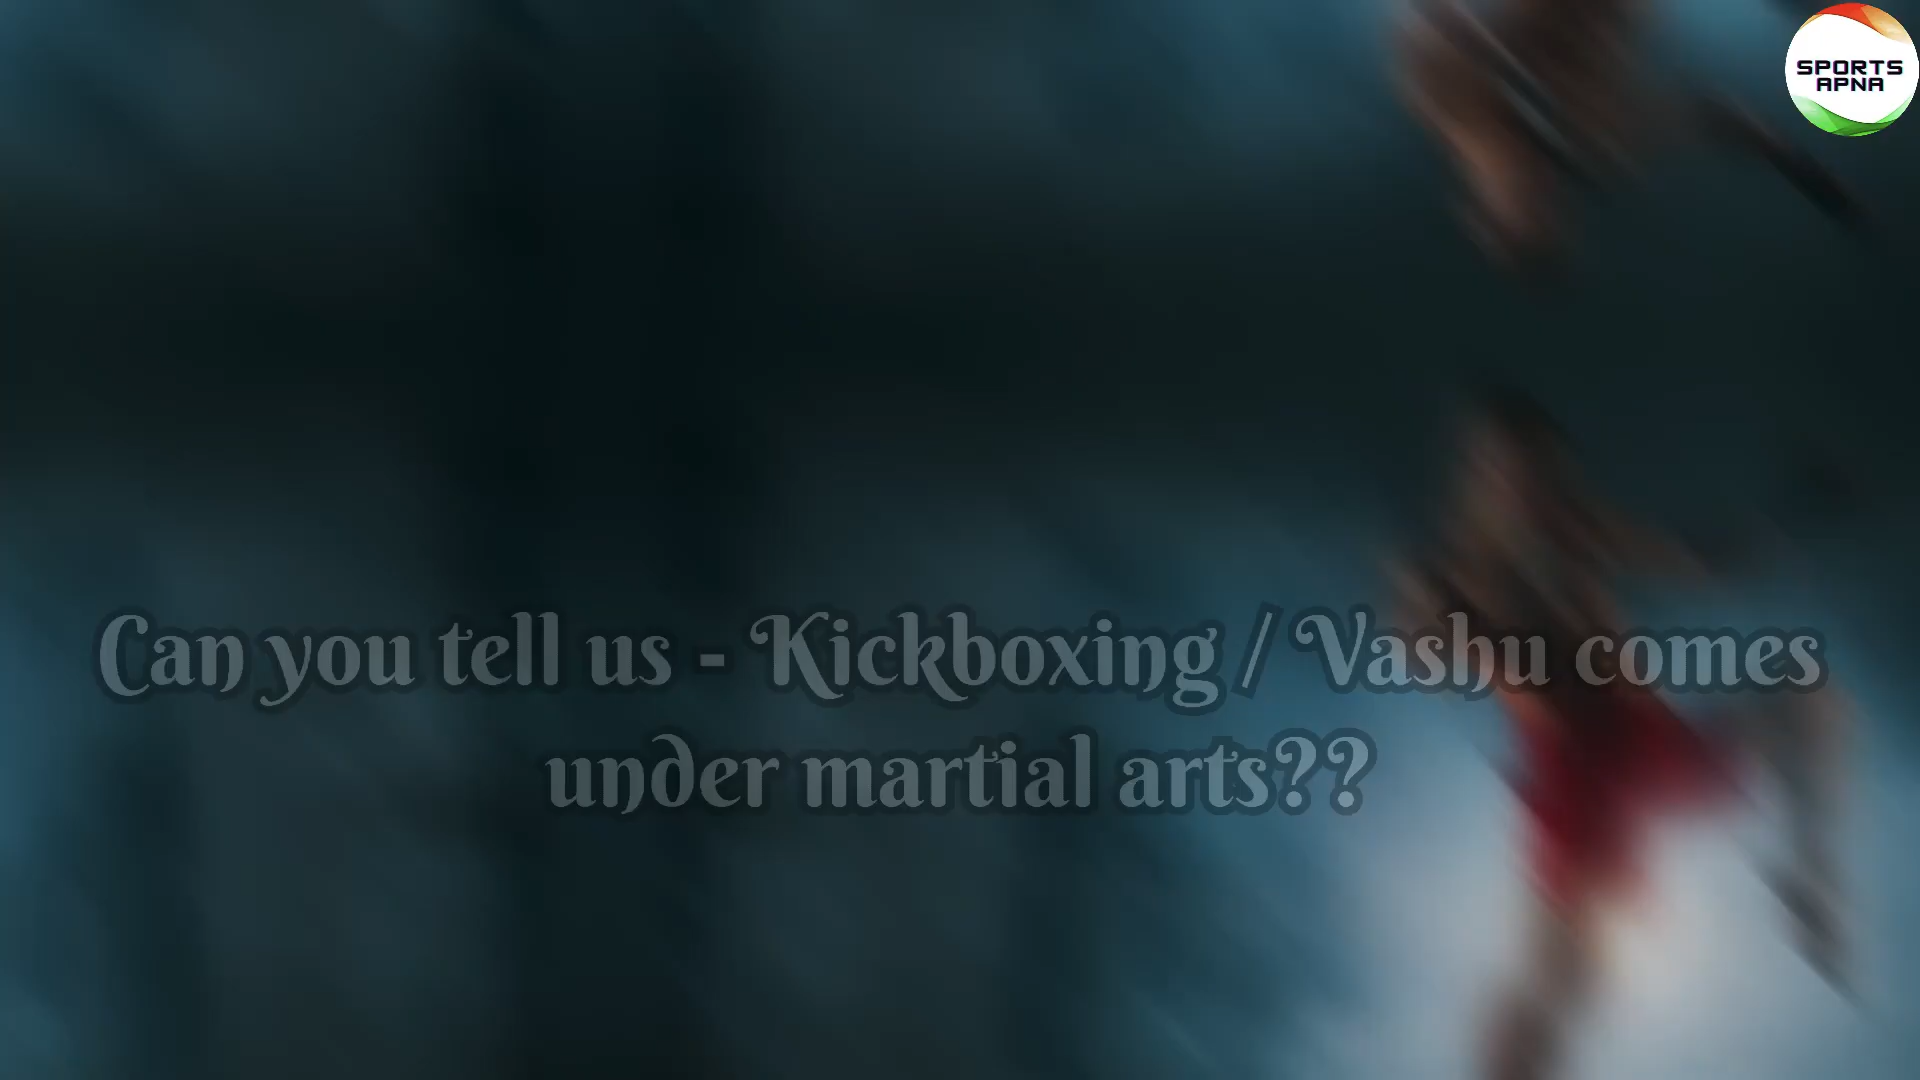 SPORTS
APNA
Can you tell us - Kickboxing / Vashu comes
under martial arts??